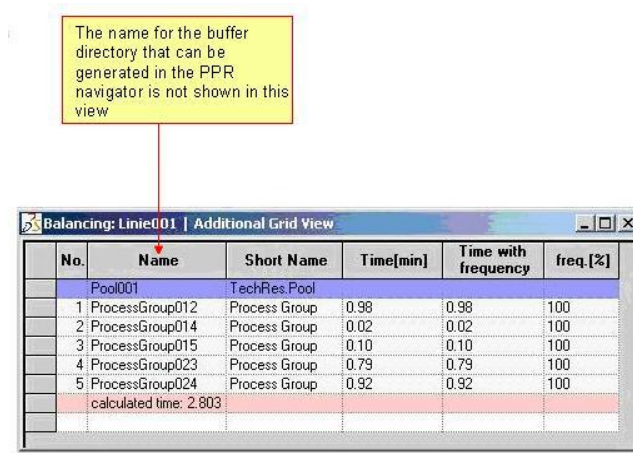 The name for the buffer
directory that can be
generated in the PPR
navigator is not shown in this
view
Balancing: Linie001 | Additional Grid View
No. Name Short Name Time[min] Time with frequency freq.[%]
Pool001 TechRes.Pool
1 ProcessGroup012 Process Group 0.98 0.98 100
2 ProcessGroup014 Process Group 0.02 0.02 100
3 ProcessGroup015 Process Group 0.10 0.10 100
4 ProcessGroup023 Process Group 0.79 0.79 100
5 ProcessGroup024 Process Group 0.92 0.92 100
calculated time: 2.803